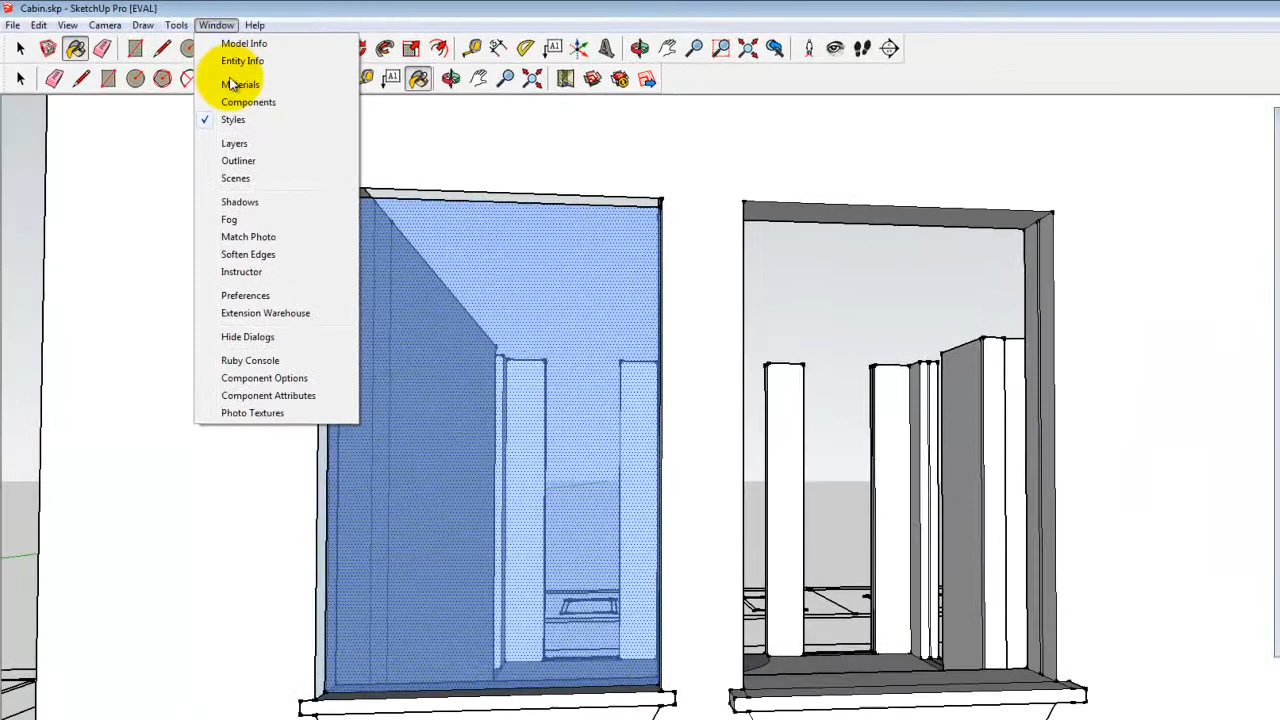 Cabin.skp - SketchUp Pro [EVAL]
File Edit View Camera Draw Tools Window Help
Model Info
Entity Info
Materials
Components
Styles
Layers
Outliner
Scenes
Shadows
Fog
Match Photo
Soften Edges
Instructor
Preferences
Extension Warehouse
Hide Dialogs
Ruby Console
Component Options
Component Attributes
Photo Textures
A1
A1